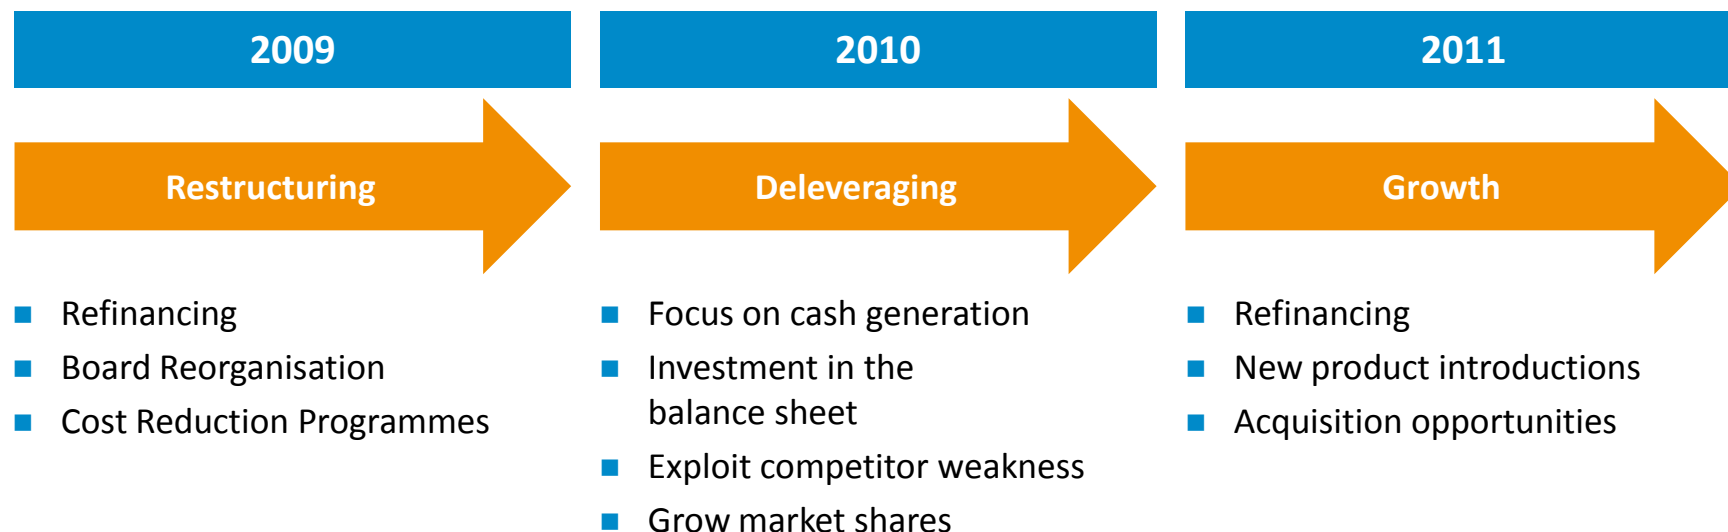 2009
Restructuring
Refinancing
Board Reorganisation
Cost Reduction Programmes
2010
Deleveraging
Focus on cash generation
Investment in the
balance sheet
Exploit competitor weakness
Grow market shares
2011
Growth
Refinancing
New product introductions
Acquisition opportunities